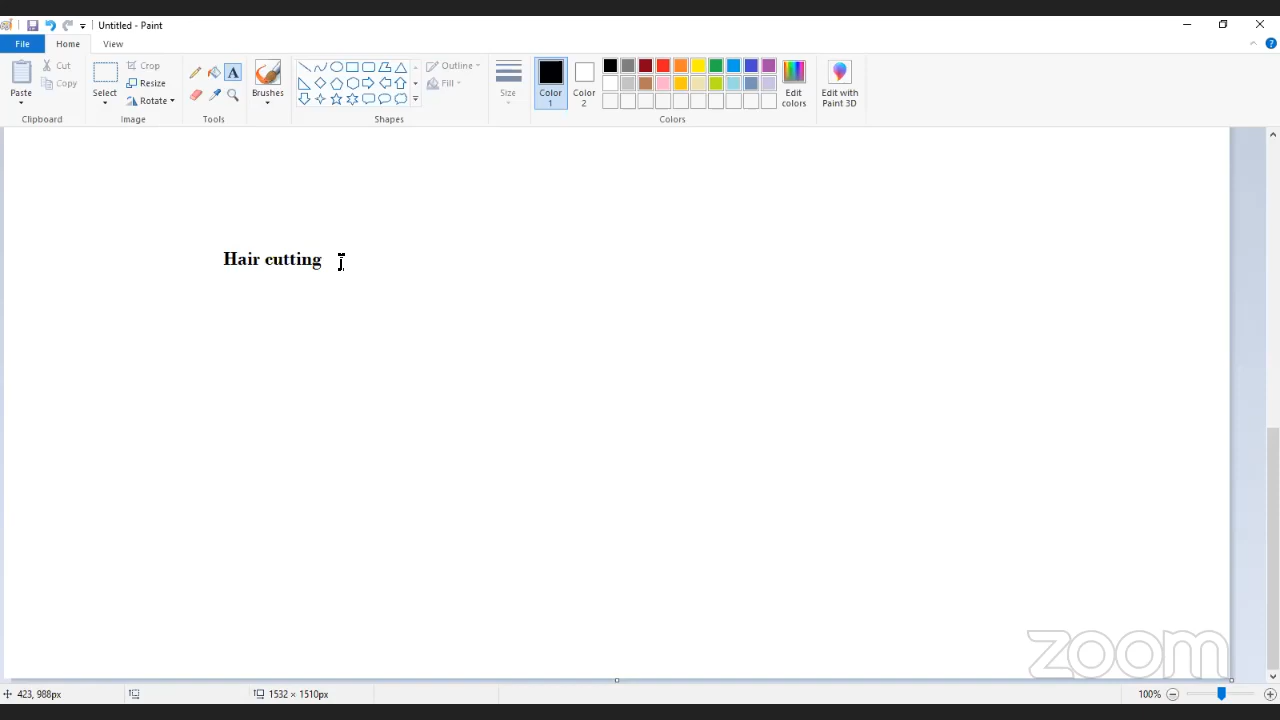 Untitled - Paint
File
Home
View
Paste
Cut
Copy
Clipboard
Select
Crop
Resize
Rotate
Image
A
Tools
Brushes
Shapes
Outline
Fill
Size
Color 1
Color 2
Colors
Edit colors
Edit with Paint 3D
Hair cutting
zoom
423, 988px
1532 × 1510px
100%